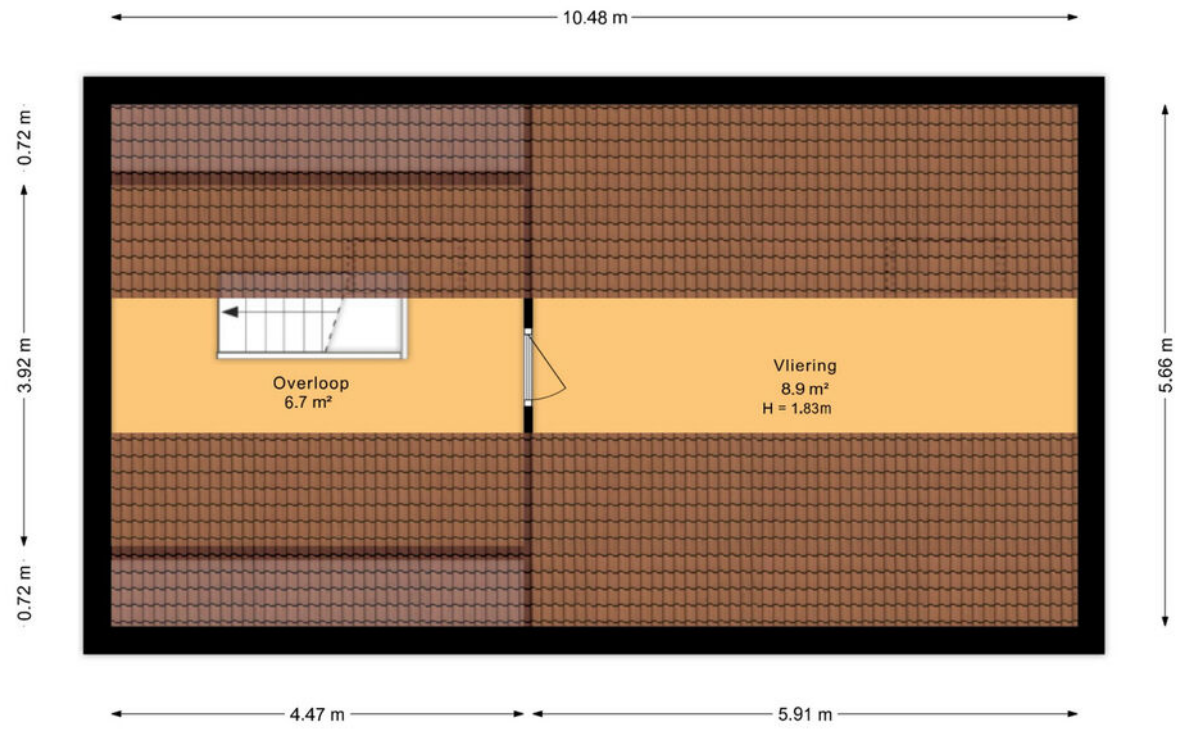 10.48 m
0.72 m
3.92 m
0.72 m
5.66 m
Overloop
6.7 m²
Vliering
8.9 m²
H = 1.83m
4.47 m
5.91 m